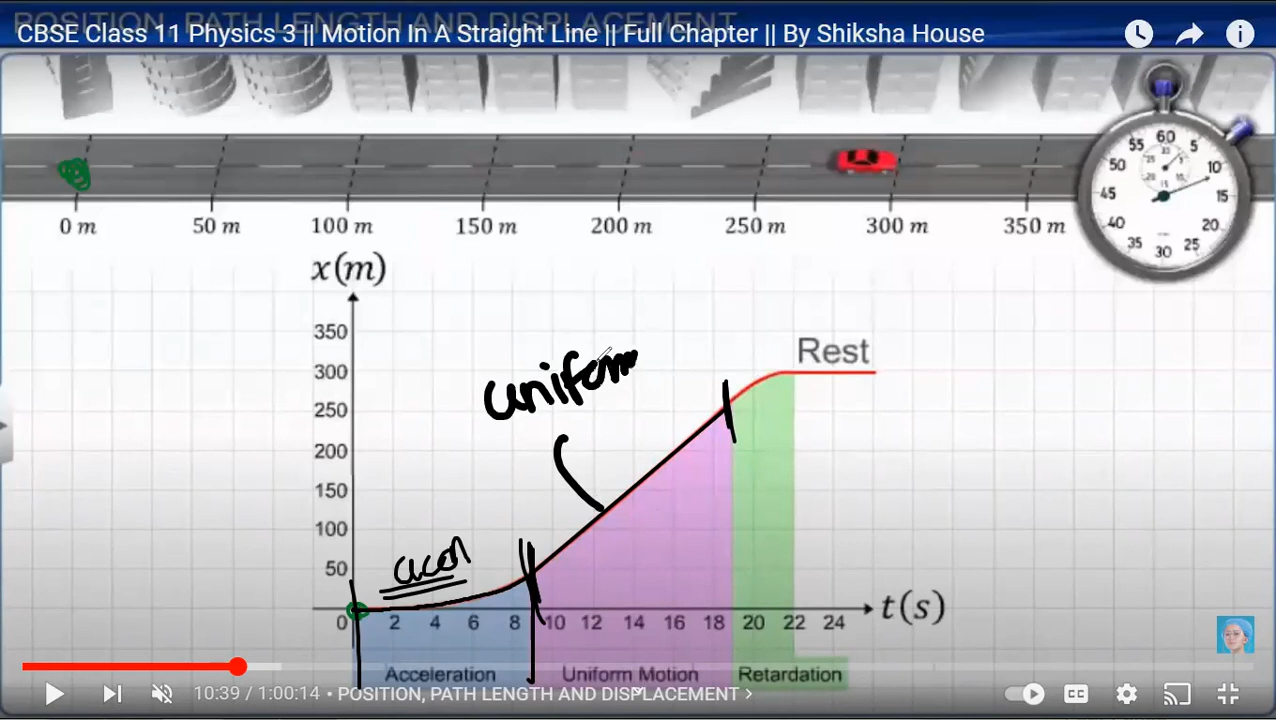 POSITION, PATH LENGTH AND DISPLACEMENT
CBSE Class 11 Physics 3 || Motion In A Straight Line || Full Chapter || By Shiksha House
60 5 10 15 20 25 30 35 40 45 50 55
0 m 50 m 100 m 150 m 200 m 250 m 300 m 350 m
x(m)
350
300
250
200
150
100
50
Rest
uniform
accn
0 2 4 6 8 10 12 14 16 18 20 22 24 t(s)
Acceleration Uniform Motion Retardation
10:39 / 1:00:14 • POSITION, PATH LENGTH AND DISPLACEMENT >
CC